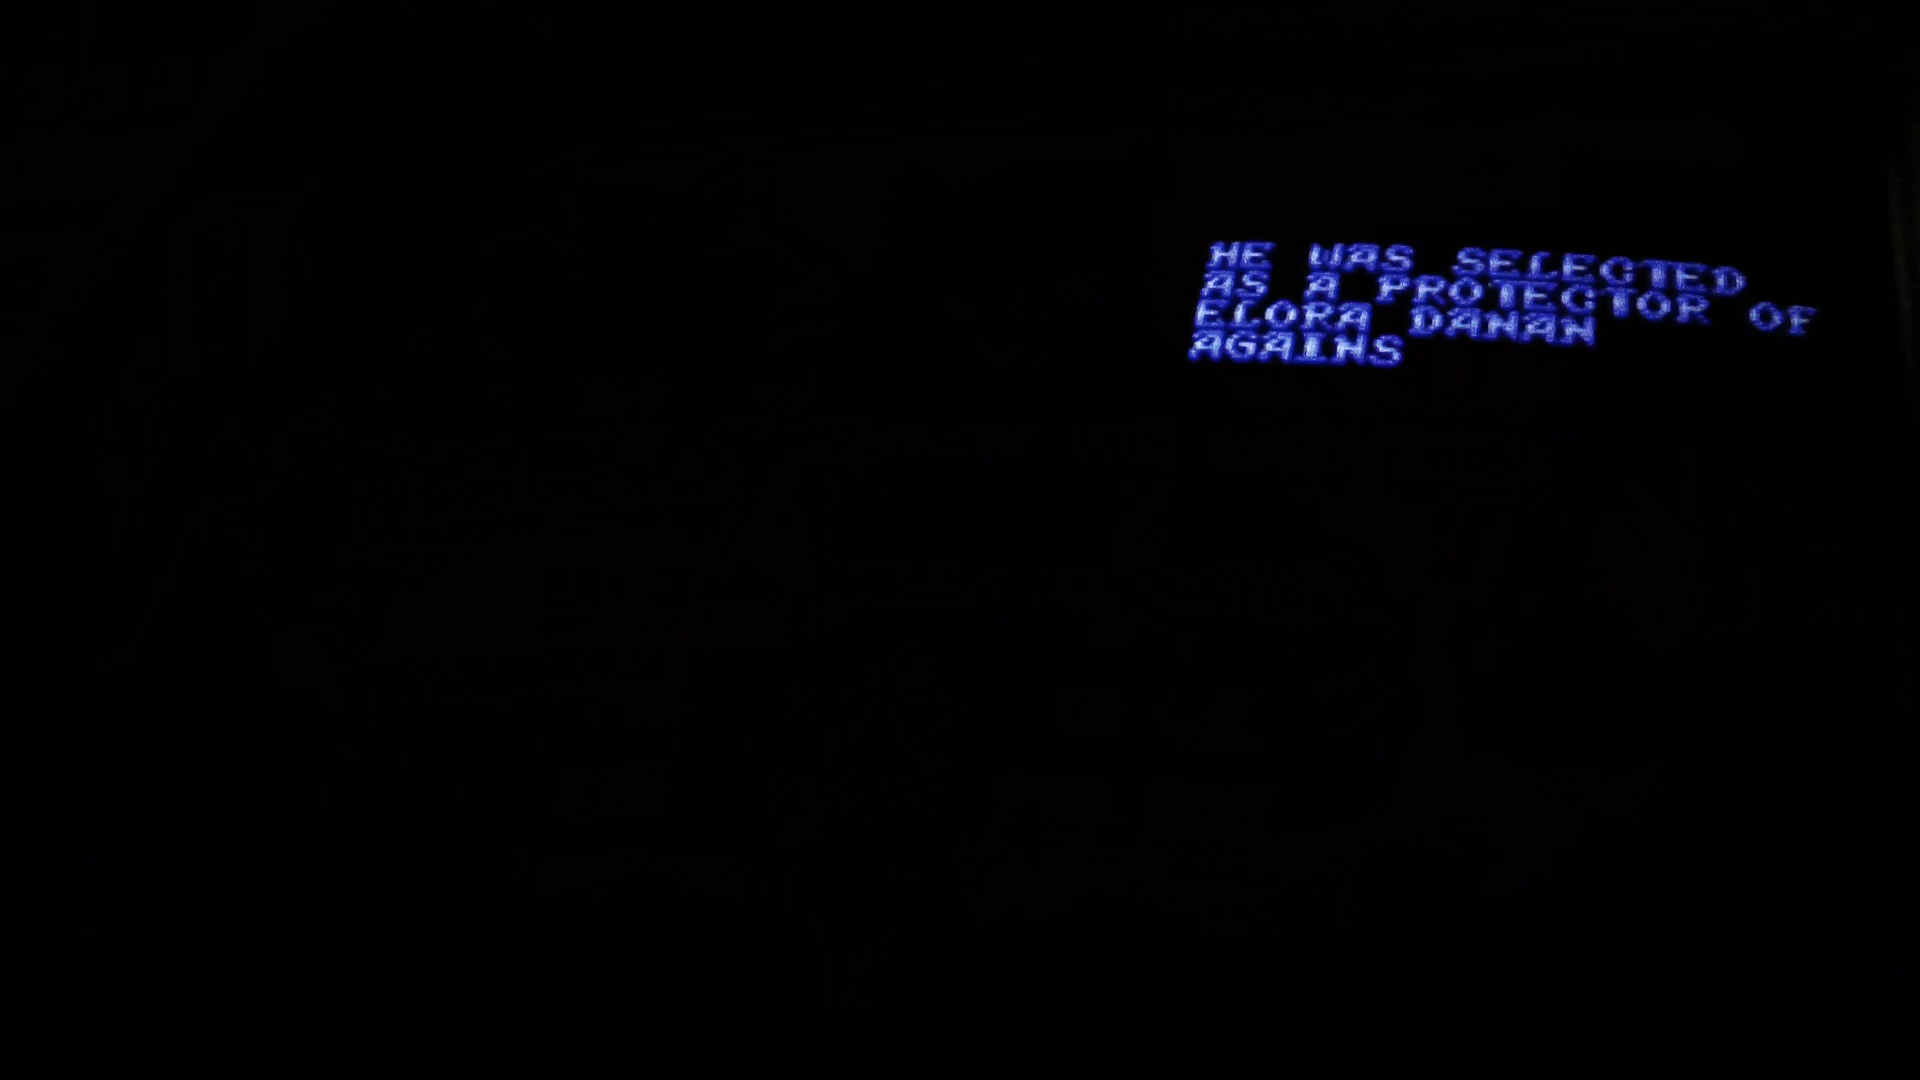 HE WAS SELECTED
AS A PROTECTOR OF
ELORA DANAN
AGAINS